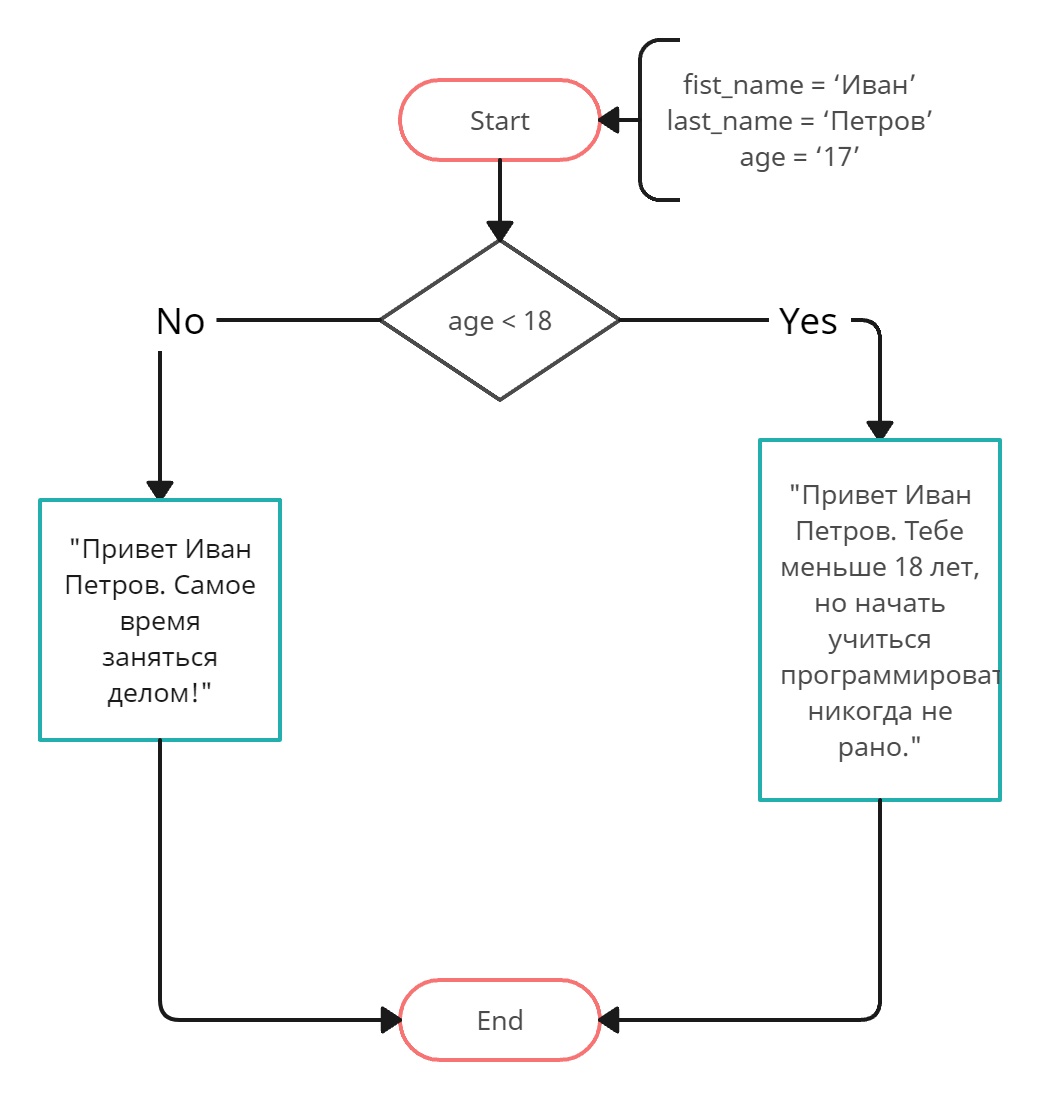 Start
fist_name = ‘Иван’
last_name = ‘Петров’
age = ‘17’
age < 18
No
Yes
"Привет Иван
Петров. Самое
время
заняться
делом!"
"Привет Иван
Петров. Тебе
меньше 18 лет,
но начать
учиться
программироват
никогда не
рано."
End